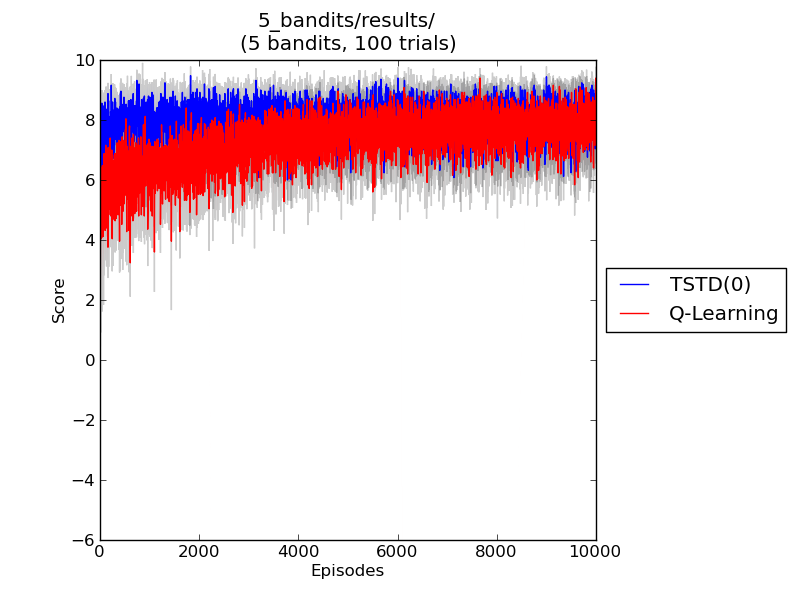 5_bandits/results/
(5 bandits, 100 trials)
10
8
6
4
2
0
−2
−4
−6
Score
0 2000 4000 6000 8000 10000
Episodes
TSTD(0)
Q-Learning